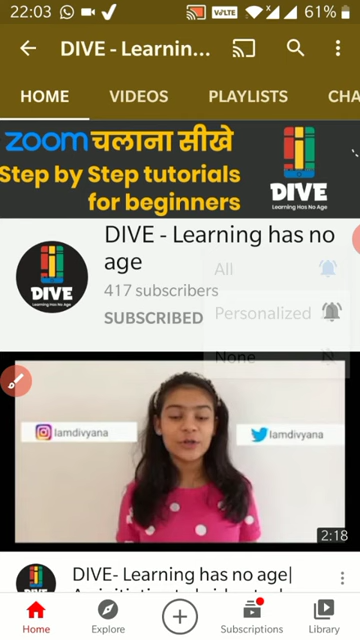 22:03
VoLTE
61%
DIVE - Learnin...
HOME
VIDEOS
PLAYLISTS
CHA
zoom चलाना सीखे
Step by Step tutorials
for beginners
DIVE
Learning Has No Age
DIVE
DIVE - Learning has no
age
417 subscribers
SUBSCRIBED
All
Personalized
None
Iamdivyana
Iamdivyana
2:18
DIVE
DIVE- Learning has no age|
Home
Explore
Subscriptions
Library